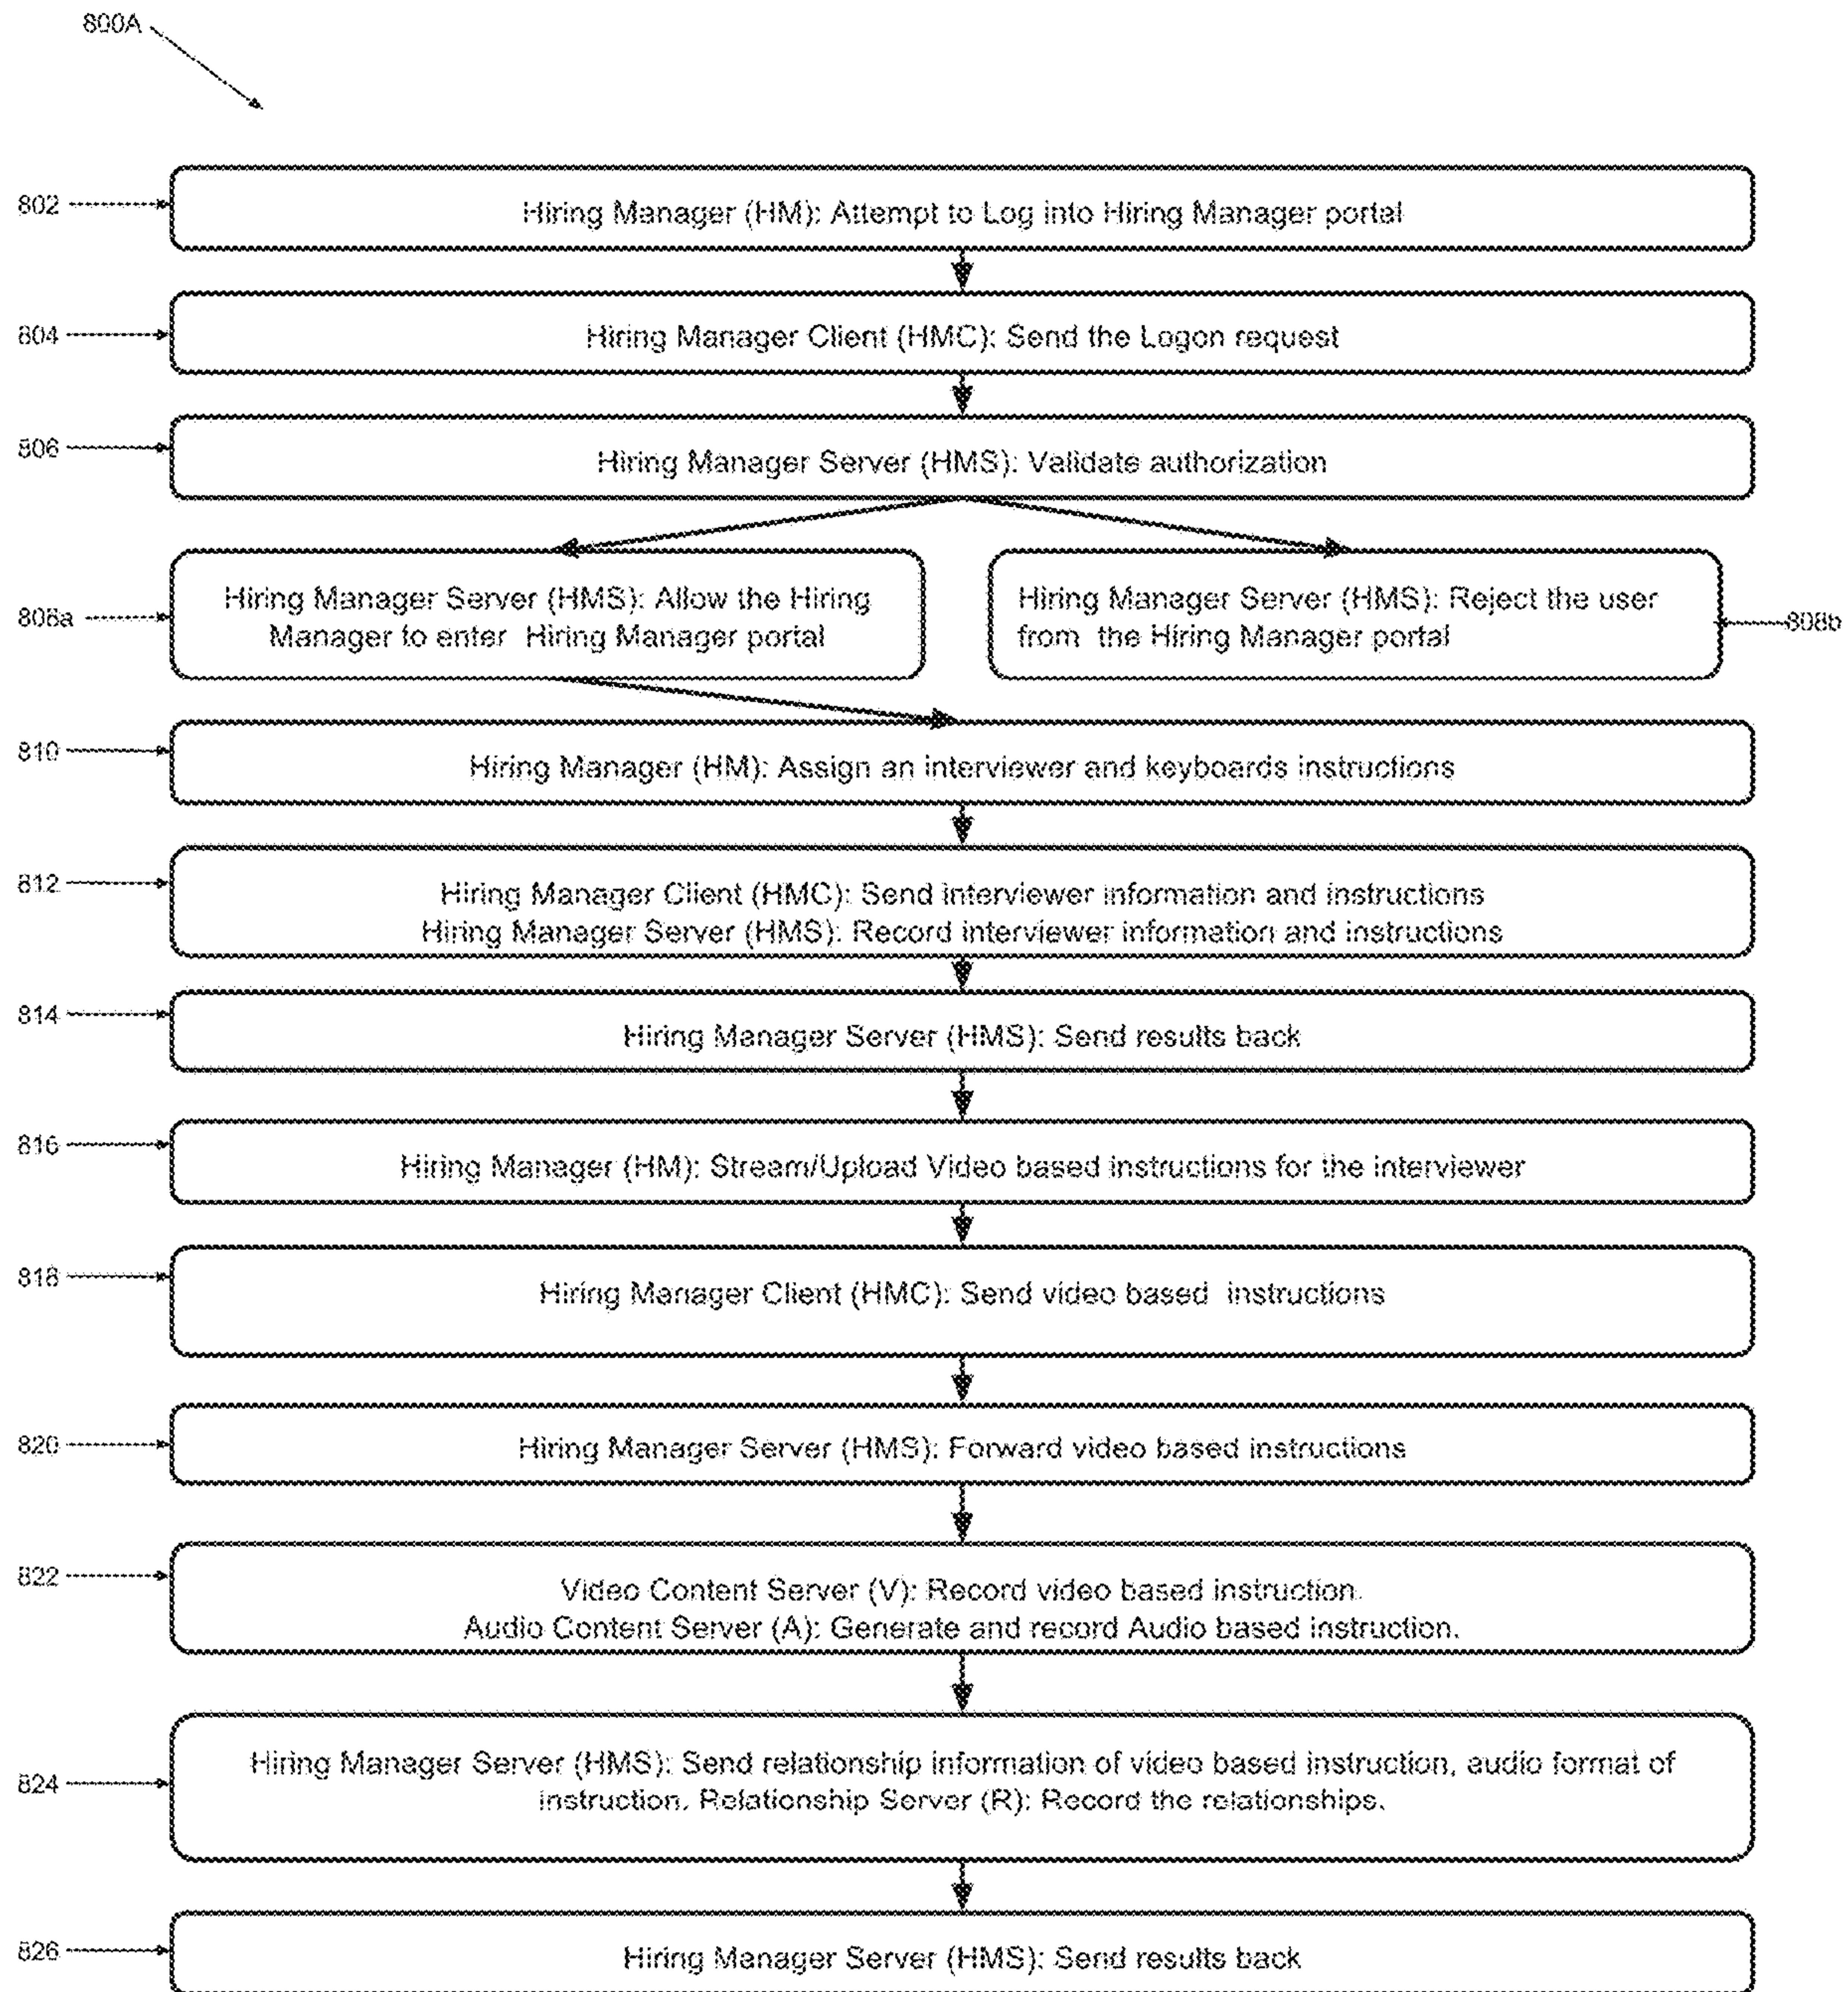 800A
802
Hiring Manager (HM): Attempt to Log into Hiring Manager portal
804
Hiring Manager Client (HMC): Send the Logon request
806
Hiring Manager Server (HMS): Validate authorization
808a
Hiring Manager Server (HMS): Allow the Hiring
Manager to enter Hiring Manager portal
Hiring Manager Server (HMS): Reject the user
from the Hiring Manager portal
808b
810
Hiring Manager (HM): Assign an interviewer and keyboards instructions
812
Hiring Manager Client (HMC): Send interviewer information and instructions
Hiring Manager Server (HMS): Record interviewer information and instructions
814
Hiring Manager Server (HMS): Send results back
816
Hiring Manager (HM): Stream/Upload Video based instructions for the interviewer
818
Hiring Manager Client (HMC): Send video based instructions
820
Hiring Manager Server (HMS): Forward video based instructions
822
Video Content Server (V): Record video based instruction.
Audio Content Server (A): Generate and record Audio based instruction.
824
Hiring Manager Server (HMS): Send relationship information of video based instruction, audio format of
instruction. Relationship Server (R): Record the relationships.
826
Hiring Manager Server (HMS): Send results back